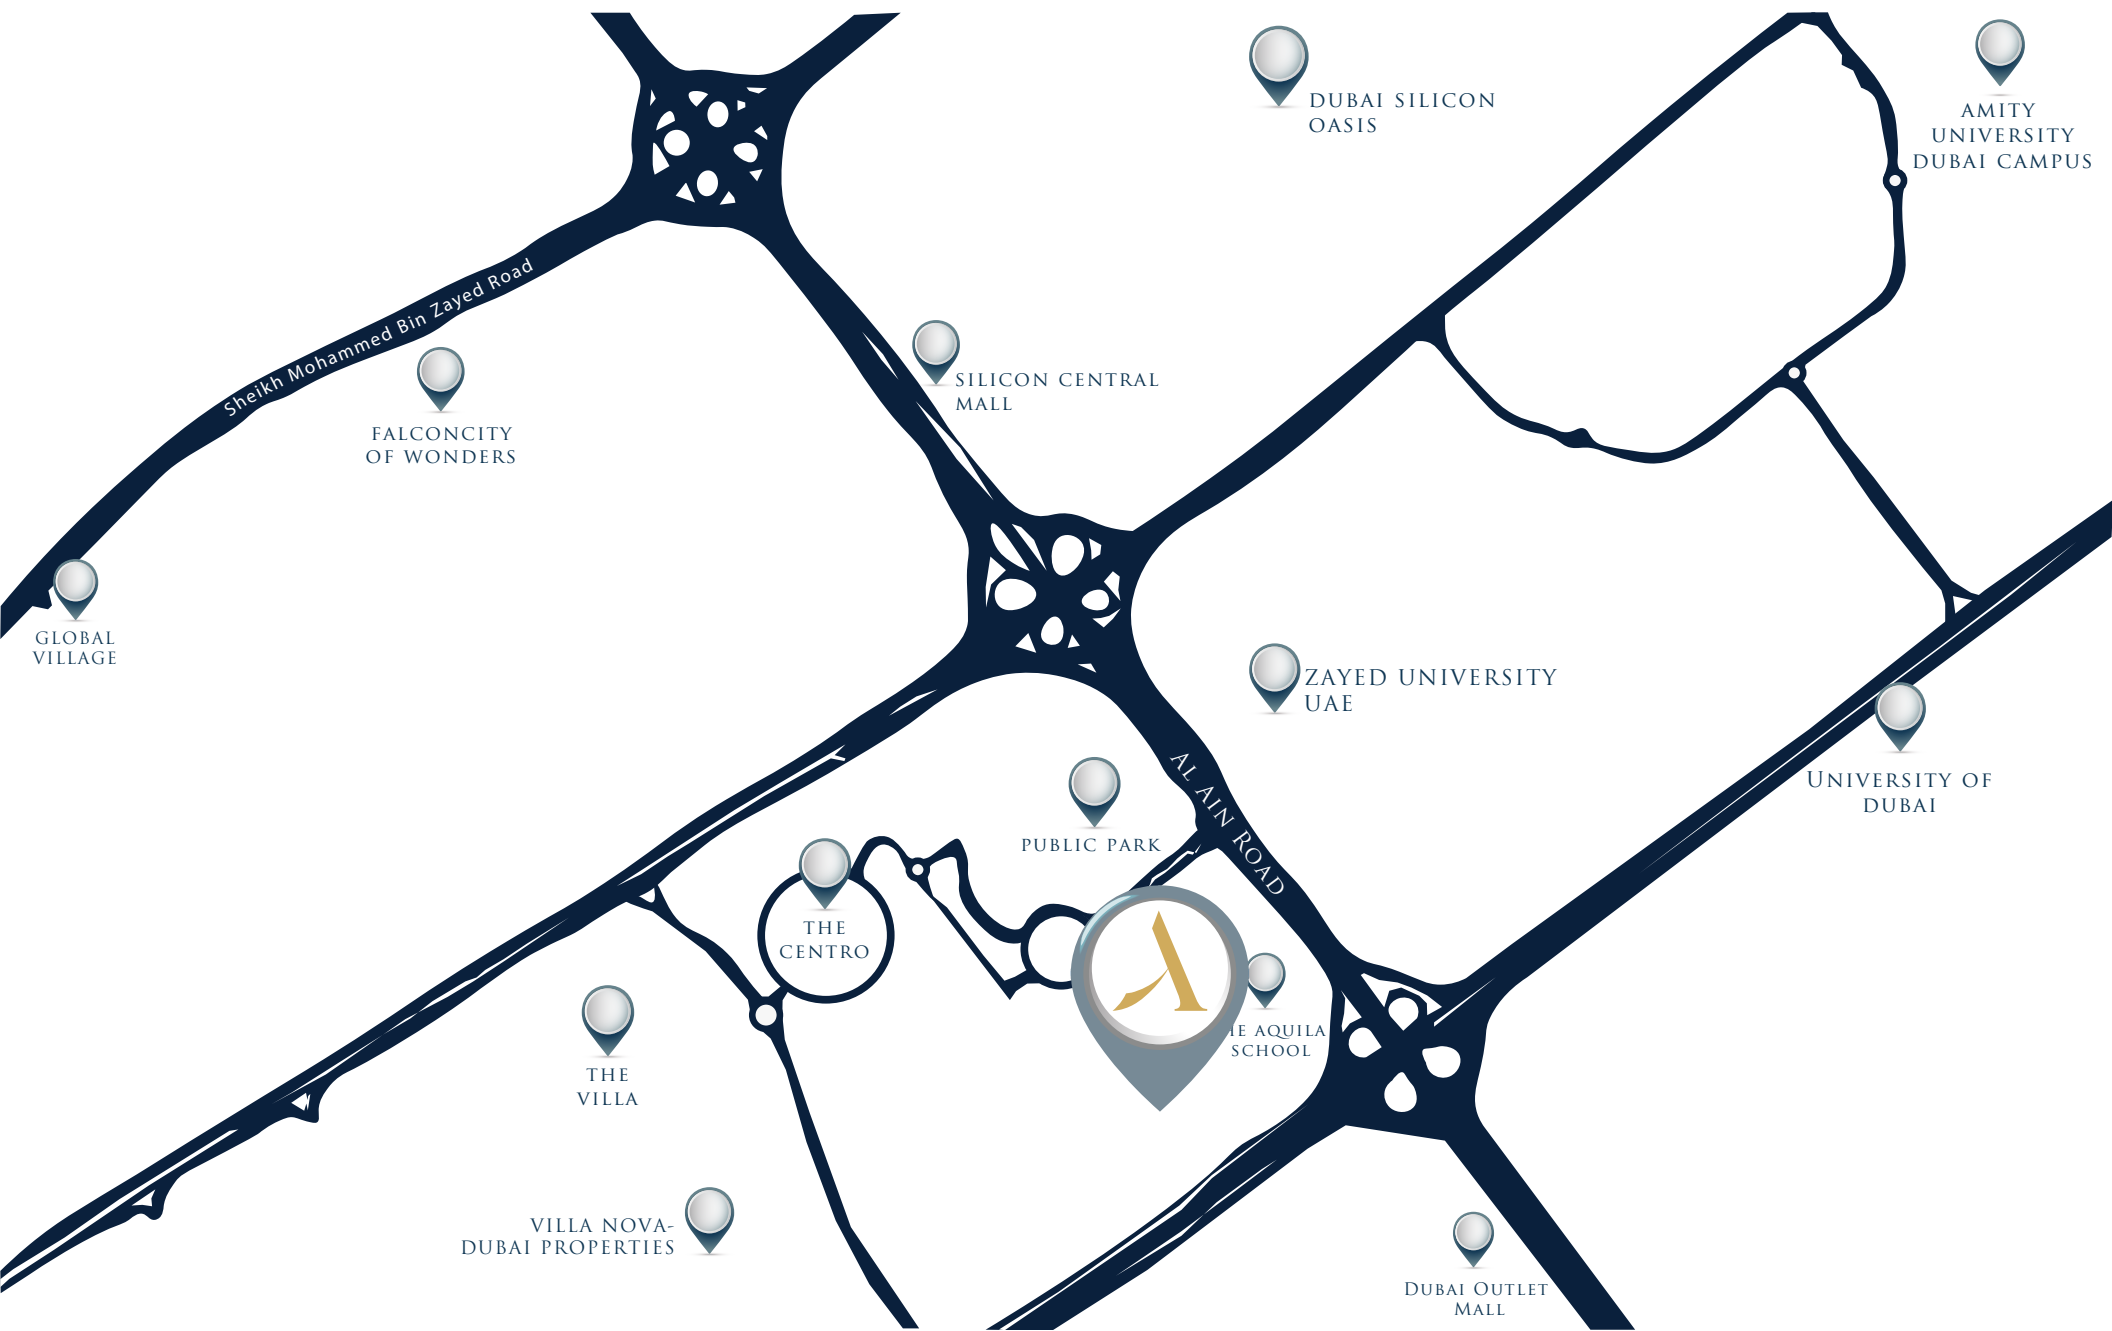 DUBAI SILICON
OASIS
AMITY
UNIVERSITY
DUBAI CAMPUS
Sheikh Mohammed Bin Zayed Road
SILICON CENTRAL
MALL
FALCONCITY
OF WONDERS
GLOBAL
VILLAGE
ZAYED UNIVERSITY
UAE
UNIVERSITY OF
DUBAI
AL AIN ROAD
PUBLIC PARK
THE
CENTRO
AQUILA
SCHOOL
THE
VILLA
VILLA NOVA-
DUBAI PROPERTIES
DUBAI OUTLET
MALL